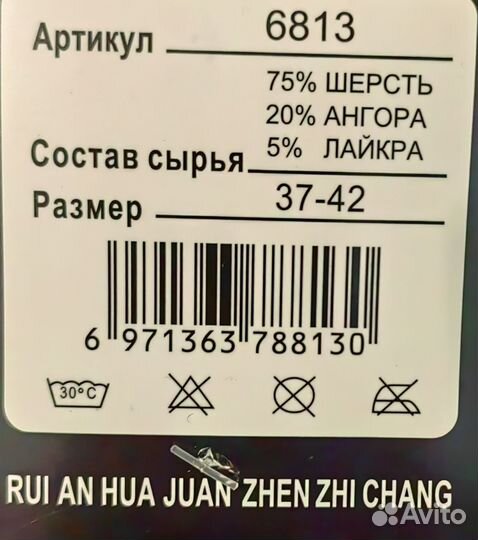 Артикул 6813
75% ШЕРСТЬ
20% АНГОРА
Состав сырья 5% ЛАЙКРА
Размер 37-42
6 971363 788130
30°C
RUI AN HUA JUAN ZHEN ZHI CHANG
Avito